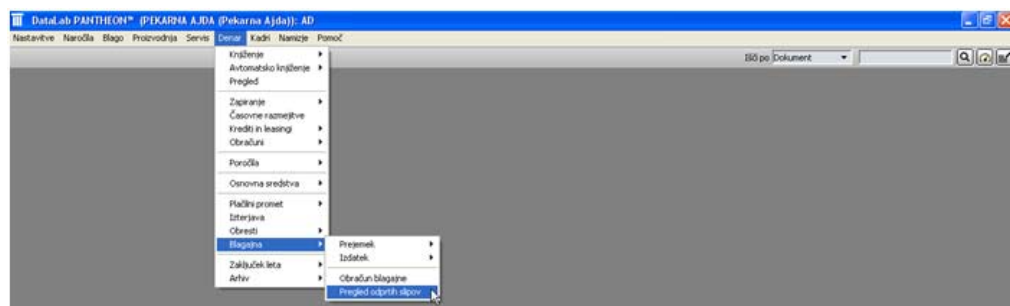 DataLab PANTHEON™ (PEKARNA AJDA (Pekarna Ajda)): AD
Nastavitve Naročila Blago Proizvodnja Servis Denar Kadri Namizje Pomoč
Išči po Dokument
Knjiženje
Avtomatsko knjiženje
Pregled
Zapiranje
Časovne razmejitve
Krediti in leasingi
Obračuni
Poročila
Osnovna sredstva
Plačilni promet
Izterjava
Obresti
Blagajna
Zaključek leta
Arhiv
Prejemek
Izdatek
Obračun blagajne
Pregled odprtih slipov